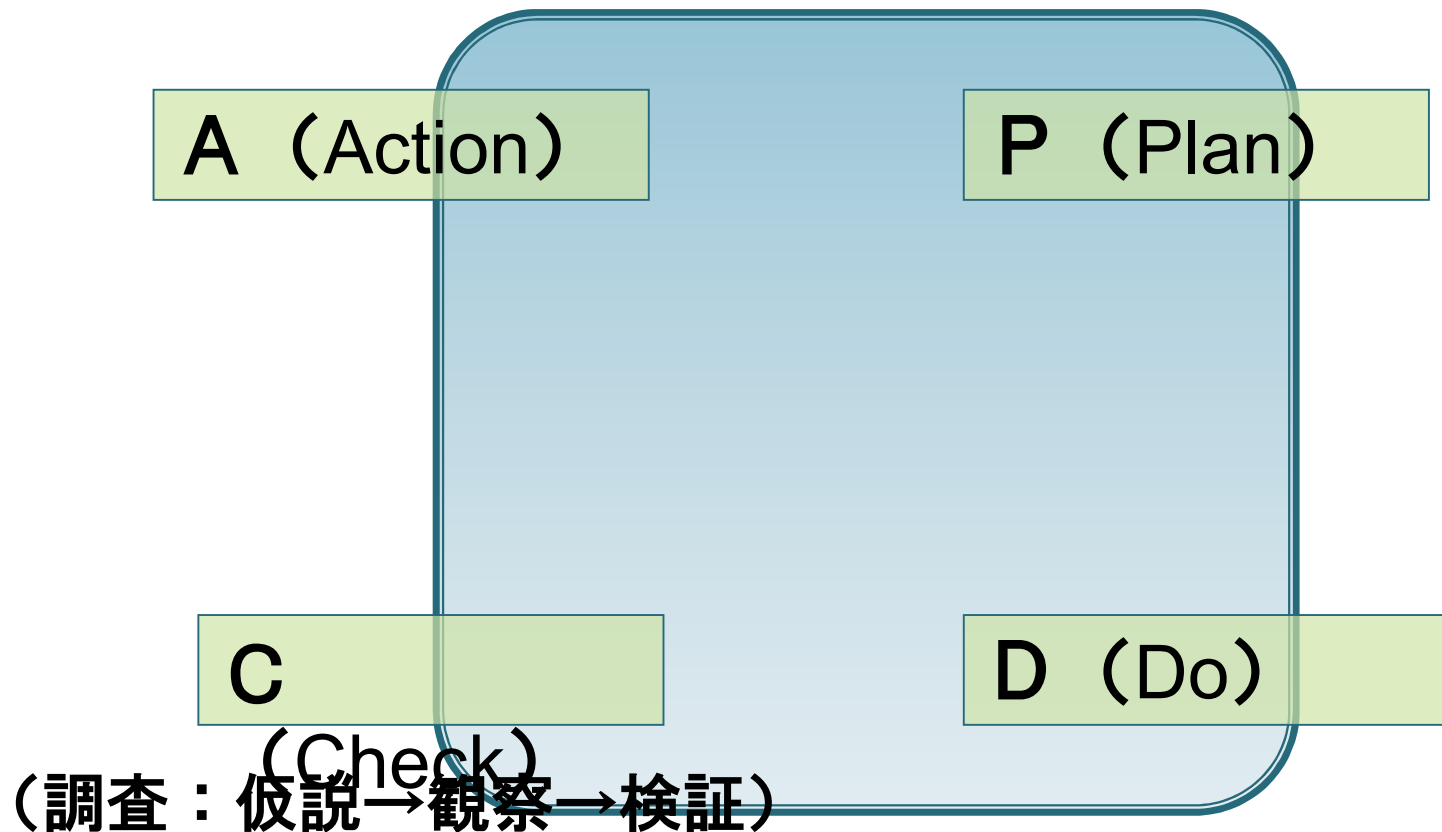 A（Action）
P（Plan）
C
（Check）
D（Do）
（調査：仮説→観察→検証）